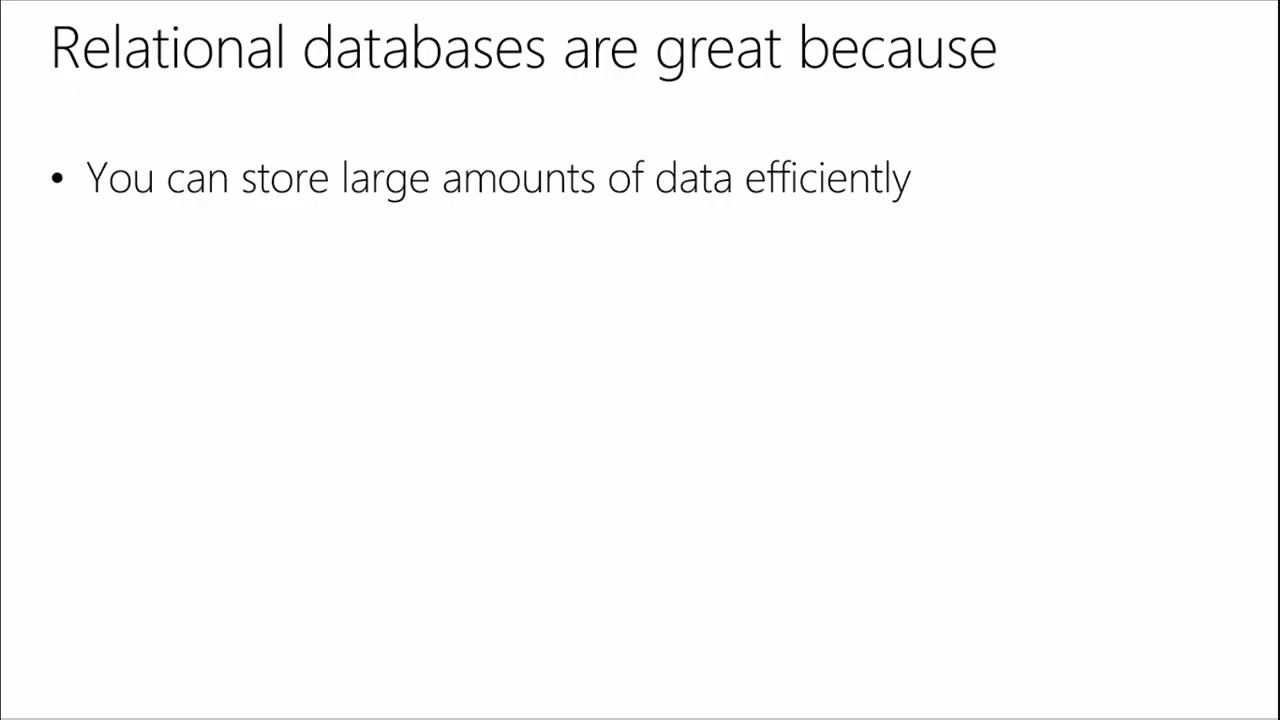 Relational databases are great because
• You can store large amounts of data efficiently